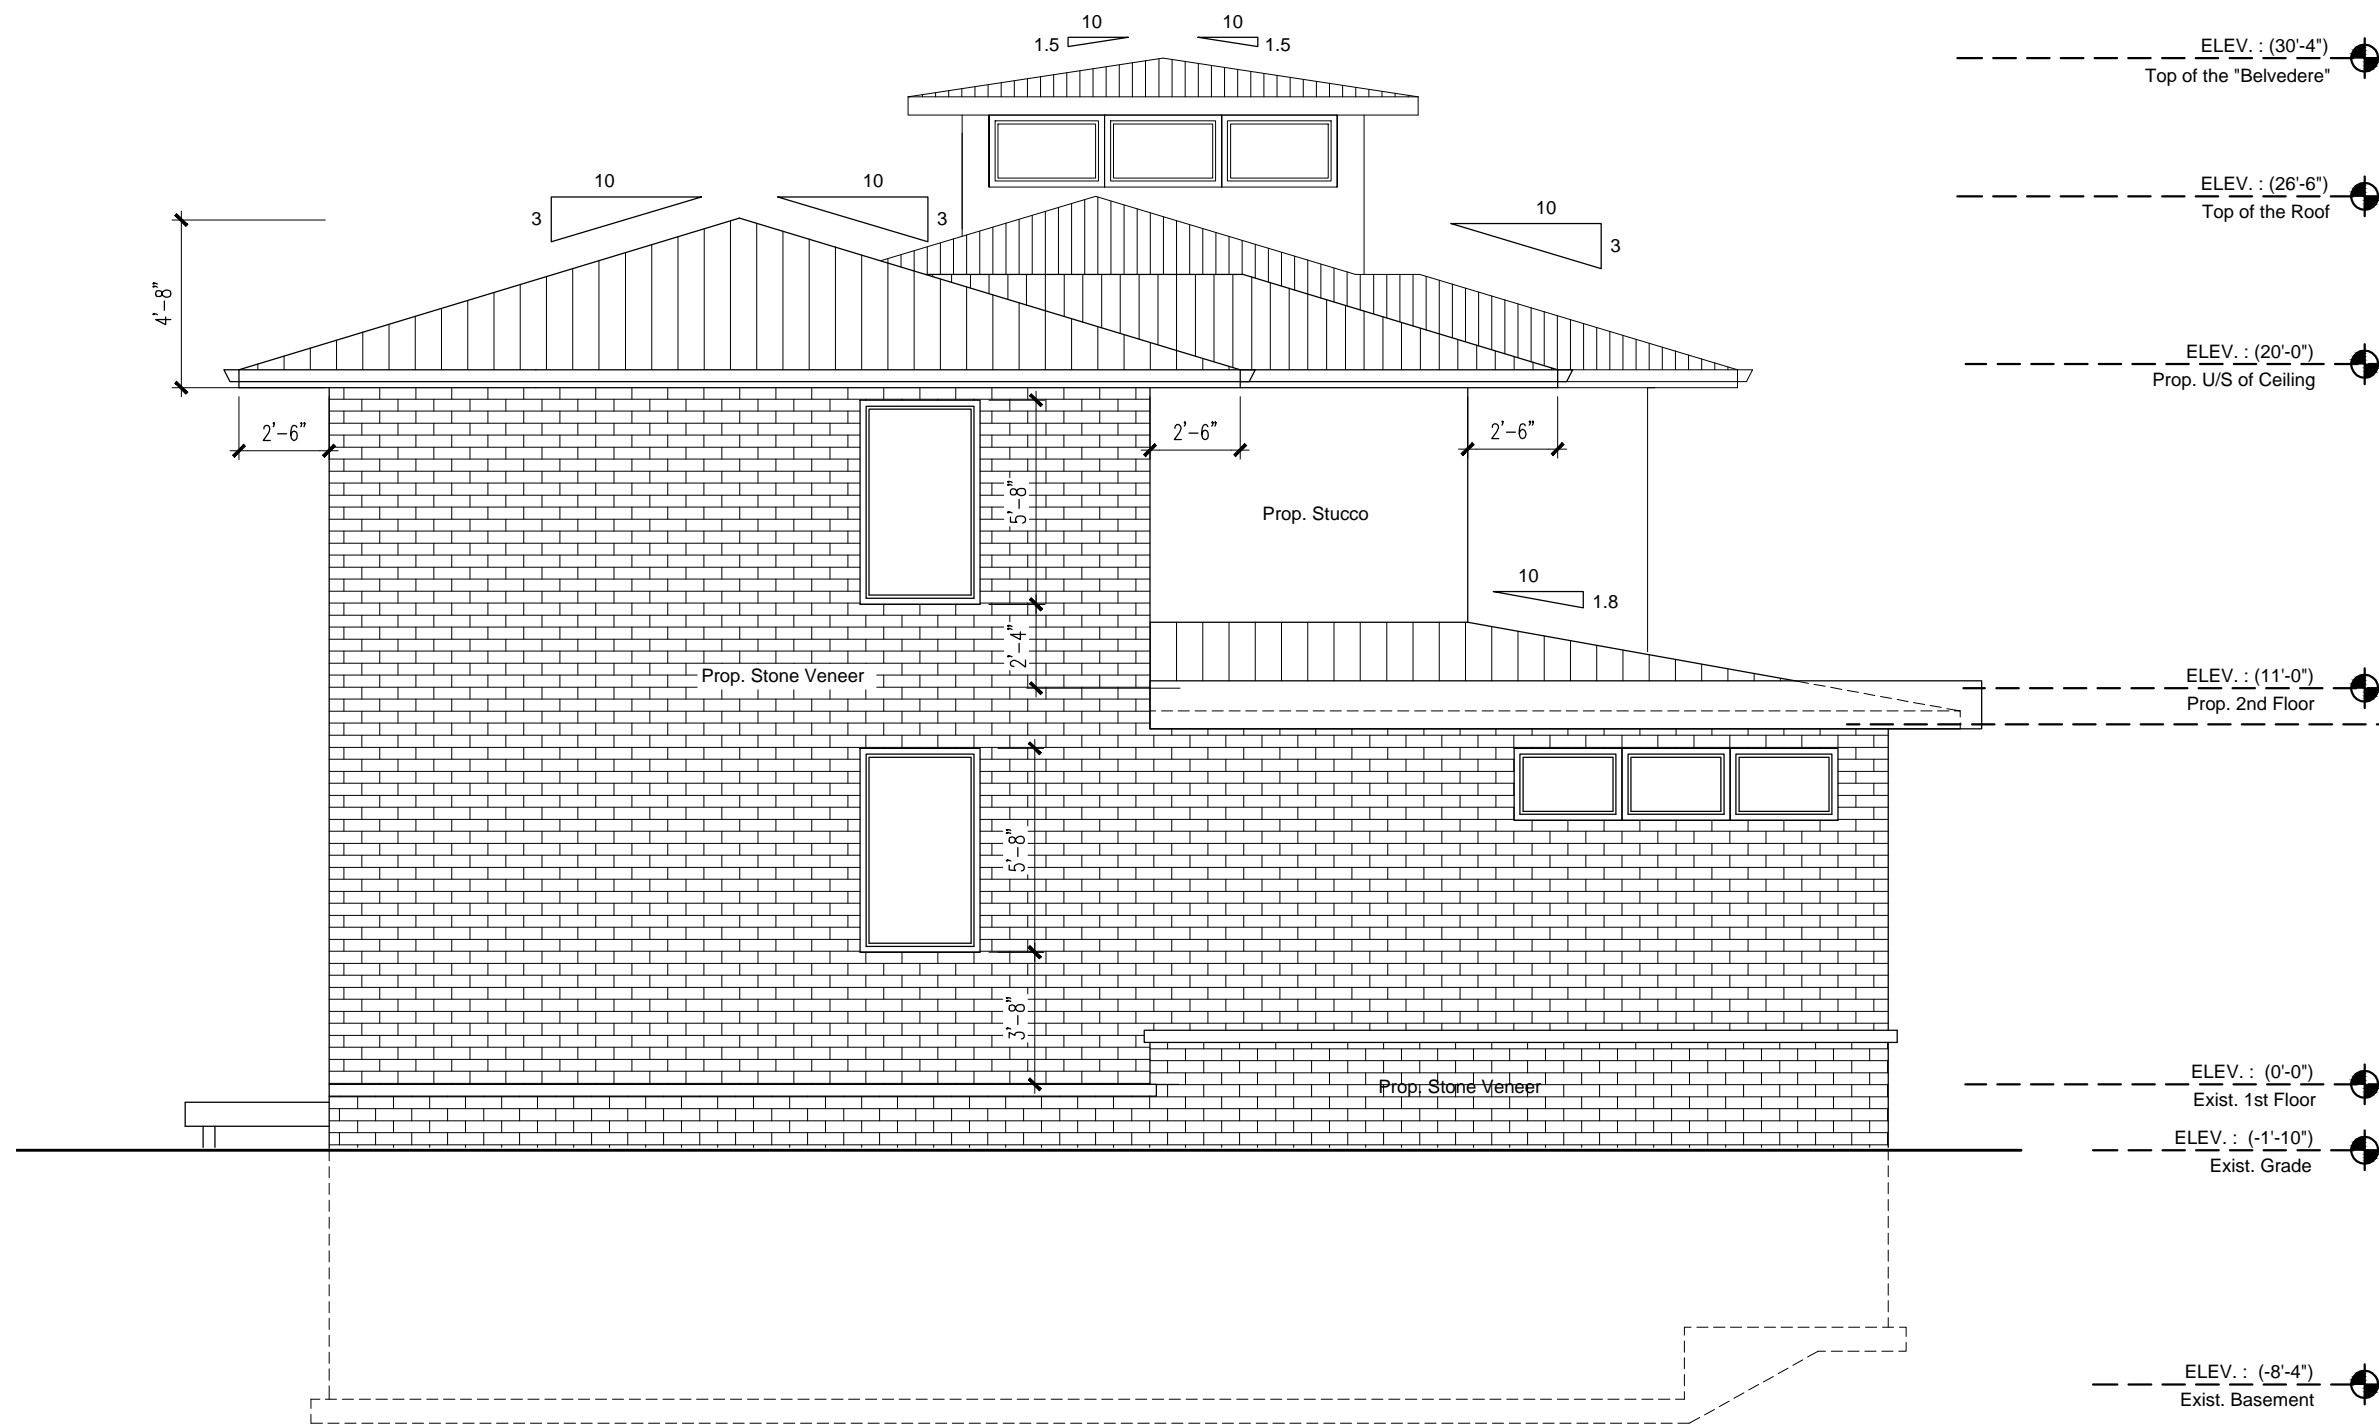 10
10
1.5
1.5
ELEV. : (30'-4")
Top of the "Belvedere"
10
10
3
3
10
3
ELEV. : (26'-6")
Top of the Roof
4'-8"
ELEV. : (20'-0")
Prop. U/S of Ceiling
2'-6"
2'-6"
2'-6"
5'-8"
Prop. Stucco
10
1.8
2'-4"
Prop. Stone Veneer
ELEV. : (11'-0")
Prop. 2nd Floor
5'-8"
3'-8"
Prop. Stone Veneer
ELEV. : (0'-0")
Exist. 1st Floor
ELEV. : (-1'-10")
Exist. Grade
ELEV. : (-8'-4")
Exist. Basement